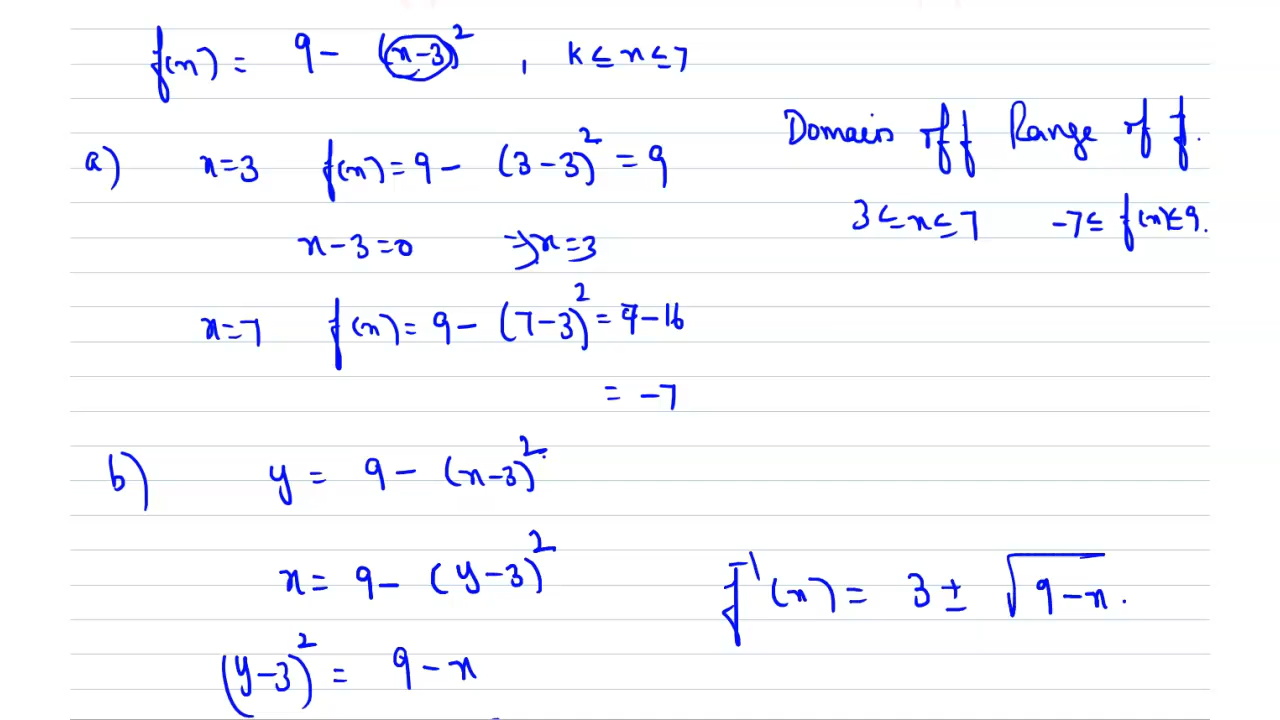 f(x) = 9 - (x-3)², k ≤ x ≤ 7
Domain of f Range of f.
a) x=3 f(x) = 9 - (3-3)² = 9
3 ≤ x ≤ 7 -7 ≤ f(x) ≤ 9.
x-3=0 ⇒ x=3
x=7 f(x) = 9 - (7-3)² = 9-16
= -7
b) y = 9 - (x-3)²
x = 9 - (y-3)²
f⁻¹(x) = 3 ± √(9-x).
(y-3)² = 9-x